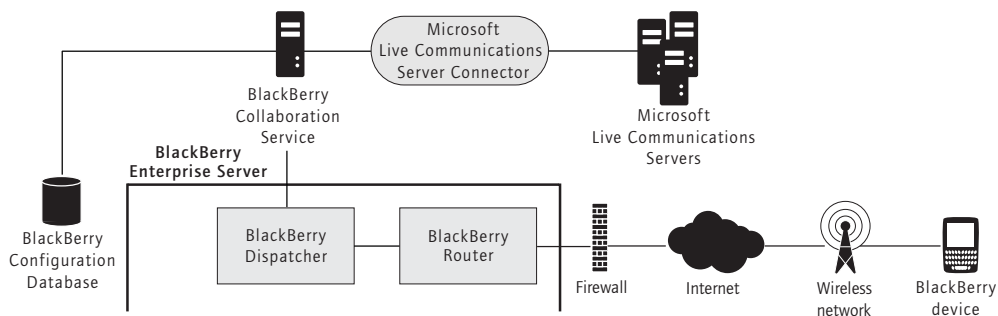 Microsoft
Live Communications
Server Connector
BlackBerry
Collaboration
Service
Microsoft
Live Communications
Servers
BlackBerry
Enterprise Server
BlackBerry
Configuration
Database
BlackBerry
Dispatcher
BlackBerry
Router
Firewall
Internet
Wireless
network
BlackBerry
device